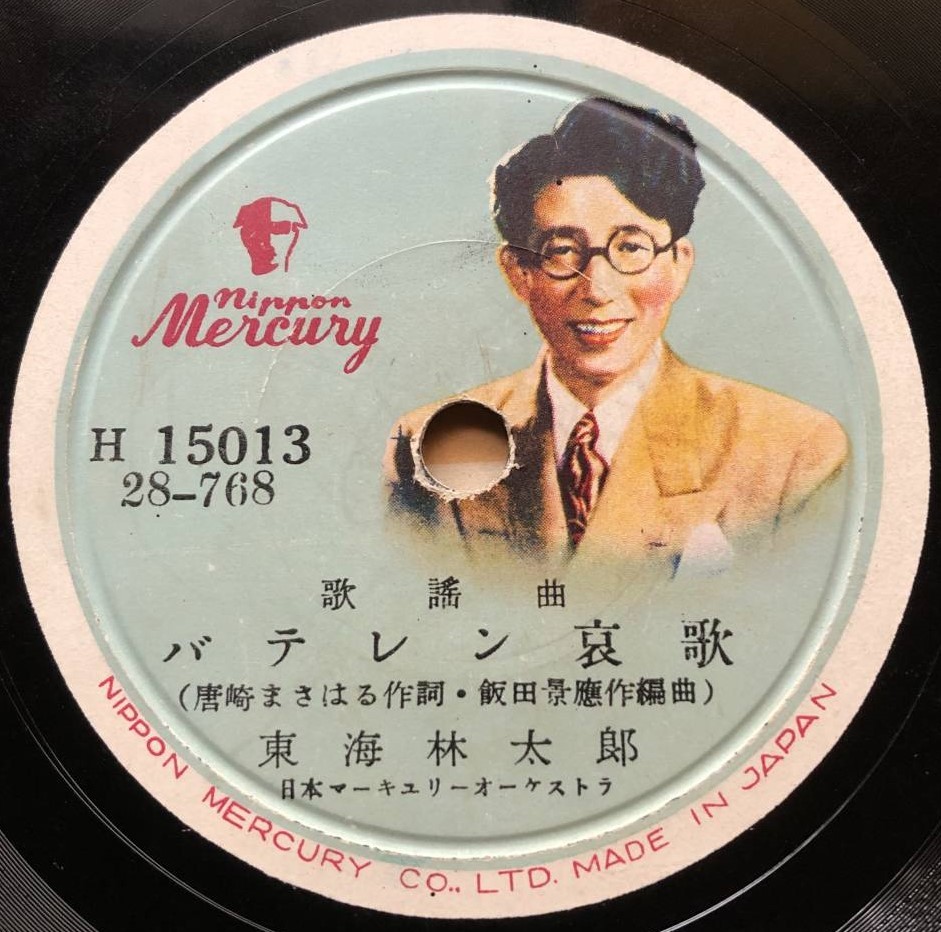 Nippon
Mercury
H 15013
28-768
歌謠曲
バテレン哀歌
(唐崎まさはる作詞・飯田景應作編曲)
東海林太郎
日本マーキュリーオーケストラ
NIPPON MERCURY CO., LTD. MADE IN JAPAN